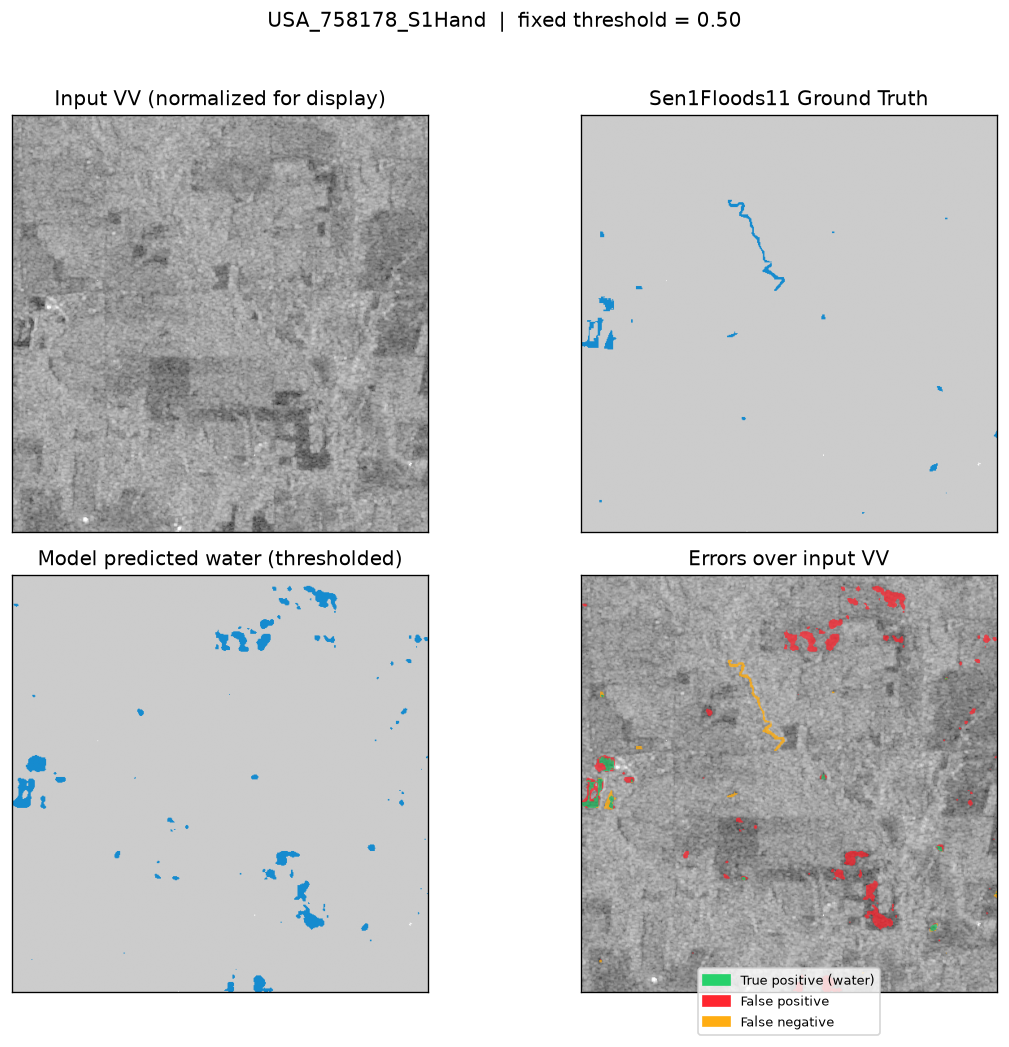 USA_758178_S1Hand | fixed threshold = 0.50
Input VV (normalized for display)
Sen1Floods11 Ground Truth
Model predicted water (thresholded)
Errors over input VV
True positive (water)
False positive
False negative